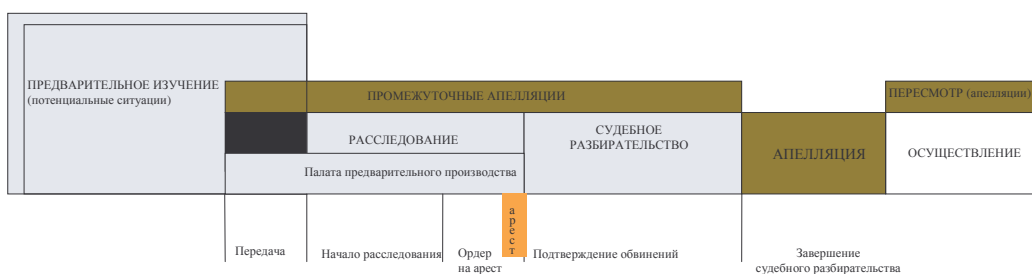 ПРЕДВАРИТЕЛЬНОЕ ИЗУЧЕНИЕ
(потенциальные ситуации)
ПРОМЕЖУТОЧНЫЕ АПЕЛЛЯЦИИ
ПЕРЕСМОТР (апелляции)
РАССЛЕДОВАНИЕ
СУДЕБНОЕ
РАЗБИРАТЕЛЬСТВО
АПЕЛЛЯЦИЯ
ОСУЩЕСТВЛЕНИЕ
Палата предварительного производства
арест
Передача
Начало расследования
Ордер
на арест
Подтверждение обвинений
Завершение
судебного разбирательства